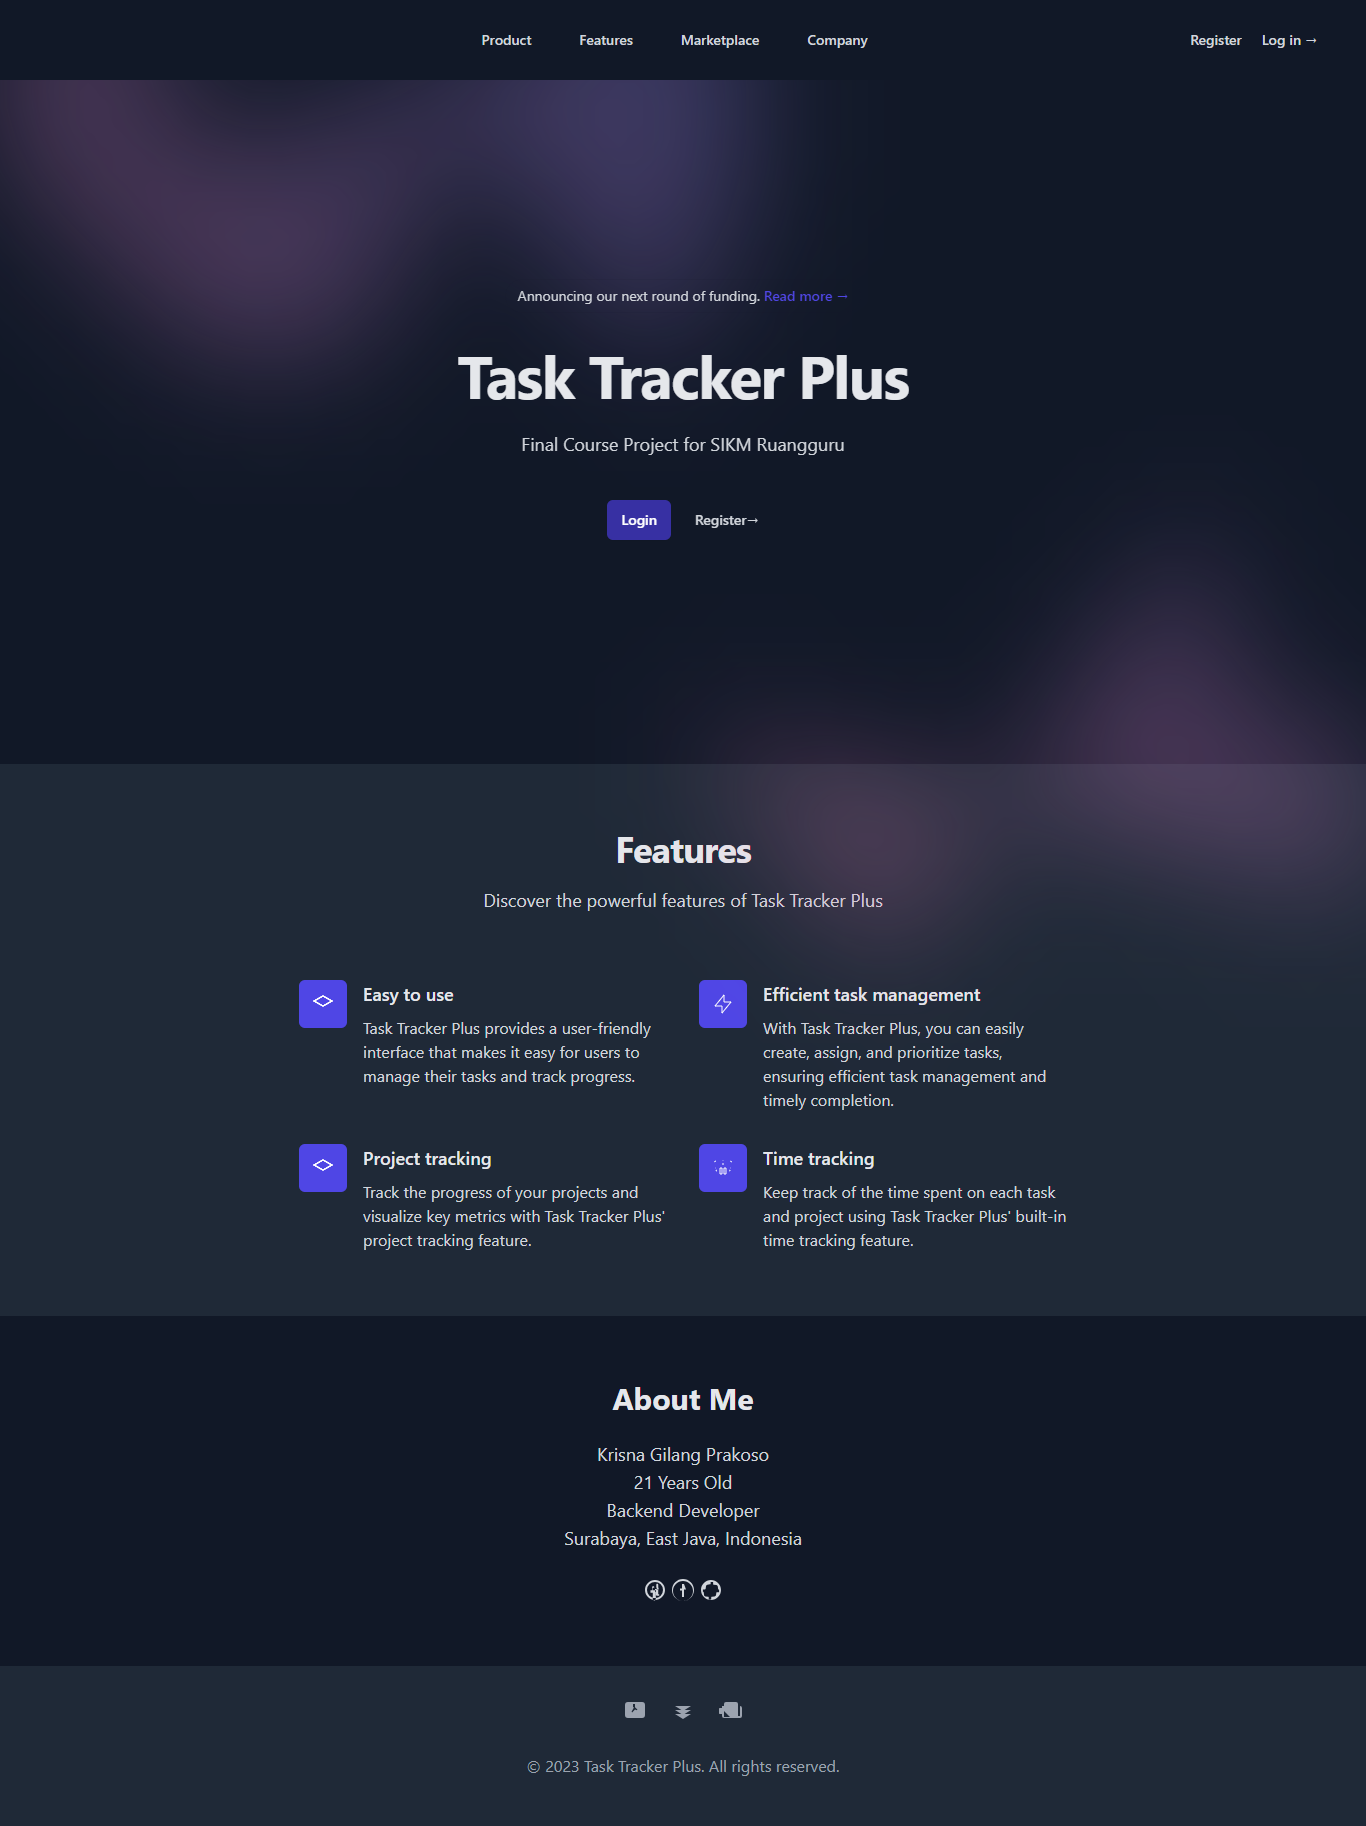 Product Features Marketplace Company Register Log in →
Announcing our next round of funding. Read more →
Task Tracker Plus
Final Course Project for SIKM Ruangguru
Login Register→
Features
Discover the powerful features of Task Tracker Plus
Easy to use
Task Tracker Plus provides a user-friendly
interface that makes it easy for users to
manage their tasks and track progress.
Efficient task management
With Task Tracker Plus, you can easily
create, assign, and prioritize tasks,
ensuring efficient task management and
timely completion.
Project tracking
Track the progress of your projects and
visualize key metrics with Task Tracker Plus'
project tracking feature.
Time tracking
Keep track of the time spent on each task
and project using Task Tracker Plus' built-in
time tracking feature.
About Me
Krisna Gilang Prakoso
21 Years Old
Backend Developer
Surabaya, East Java, Indonesia
© 2023 Task Tracker Plus. All rights reserved.